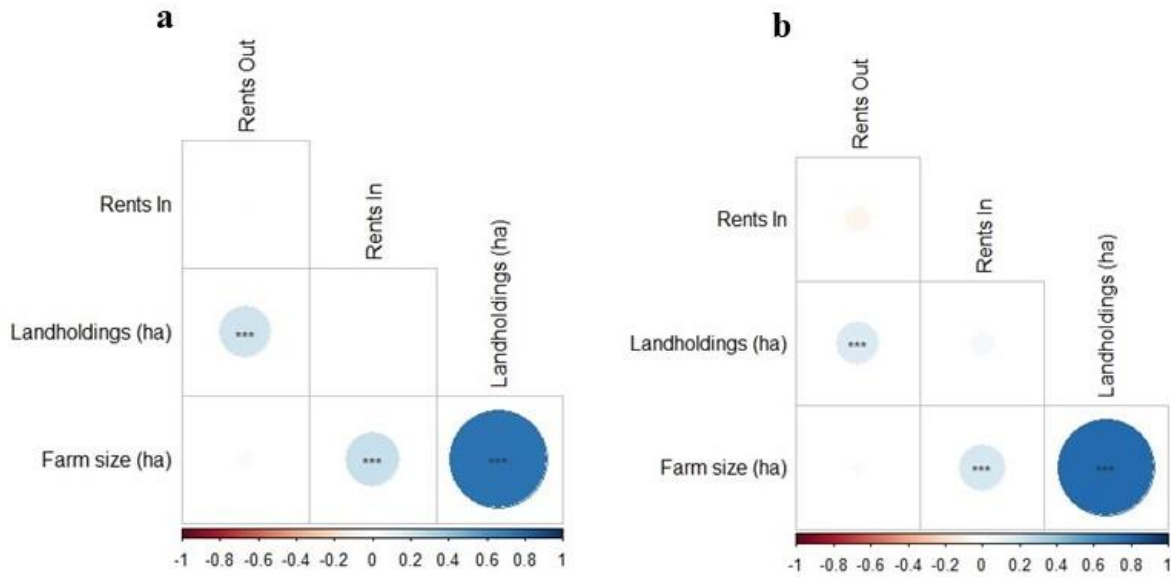 a
Rents Out
Rents In
Rents In
Landholdings (ha)
***
Landholdings (ha)
Farm size (ha)
***
***
-1 -0.8 -0.6 -0.4 -0.2 0 0.2 0.4 0.6 0.8 1
b
Rents Out
Rents In
Rents In
Landholdings (ha)
***
Landholdings (ha)
Farm size (ha)
***
***
-1 -0.8 -0.6 -0.4 -0.2 0 0.2 0.4 0.6 0.8 1